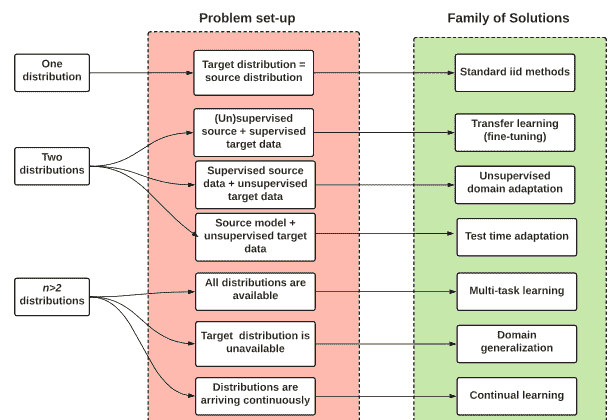 Problem set-up
Family of Solutions
One
distribution
Target distribution =
source distribution
Standard iid methods
Two
distributions
(Un)supervised
source + supervised
target data
Transfer learning
(fine-tuning)
Supervised source
data + unsupervised
target data
Unsupervised
domain adaptation
Source model +
unsupervised target
data
Test time adaptation
n>2
distributions
All distributions are
available
Multi-task learning
Target distribution is
unavailable
Domain
generalization
Distributions are
arriving continuously
Continual learning